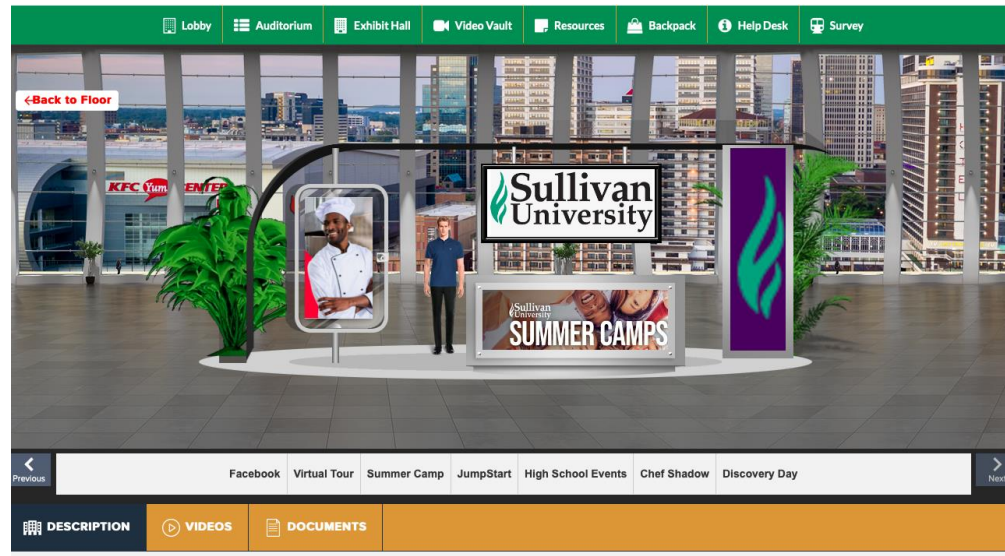 Lobby
Auditorium
Exhibit Hall
Video Vault
Resources
Backpack
Help Desk
Survey
←Back to Floor
KFC Yum! CENTER
Sullivan
University
Sullivan
University
SUMMER CAMPS
Previous
Facebook
Virtual Tour
Summer Camp
JumpStart
High School Events
Chef Shadow
Discovery Day
Next
DESCRIPTION
VIDEOS
DOCUMENTS